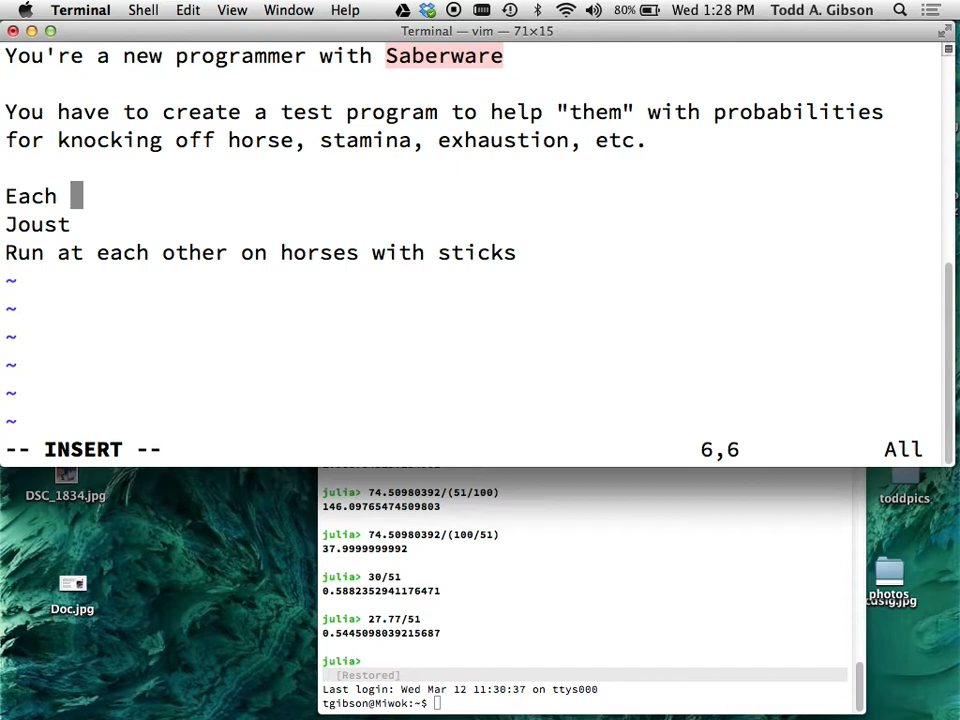 Terminal Shell Edit View Window Help 80% Wed 1:28 PM Todd A. Gibson
Terminal — vim — 71×15
You're a new programmer with Saberware
You have to create a test program to help "them" with probabilities
for knocking off horse, stamina, exhaustion, etc.
Each
Joust
Run at each other on horses with sticks
~
~
~
~
~
~
-- INSERT -- 6,6 All
DSC_1834.jpg
toddpics
julia> 74.50980392/(51/100)
146.09765474509803
julia> 74.50980392/(100/51)
37.9999999992
julia> 30/51
0.5882352941176471
Doc.jpg
photos
julia> 27.77/51
0.5445098039215687
julia>
[Restored]
Last login: Wed Mar 12 11:30:37 on ttys000
tgibson@Miwok:~$